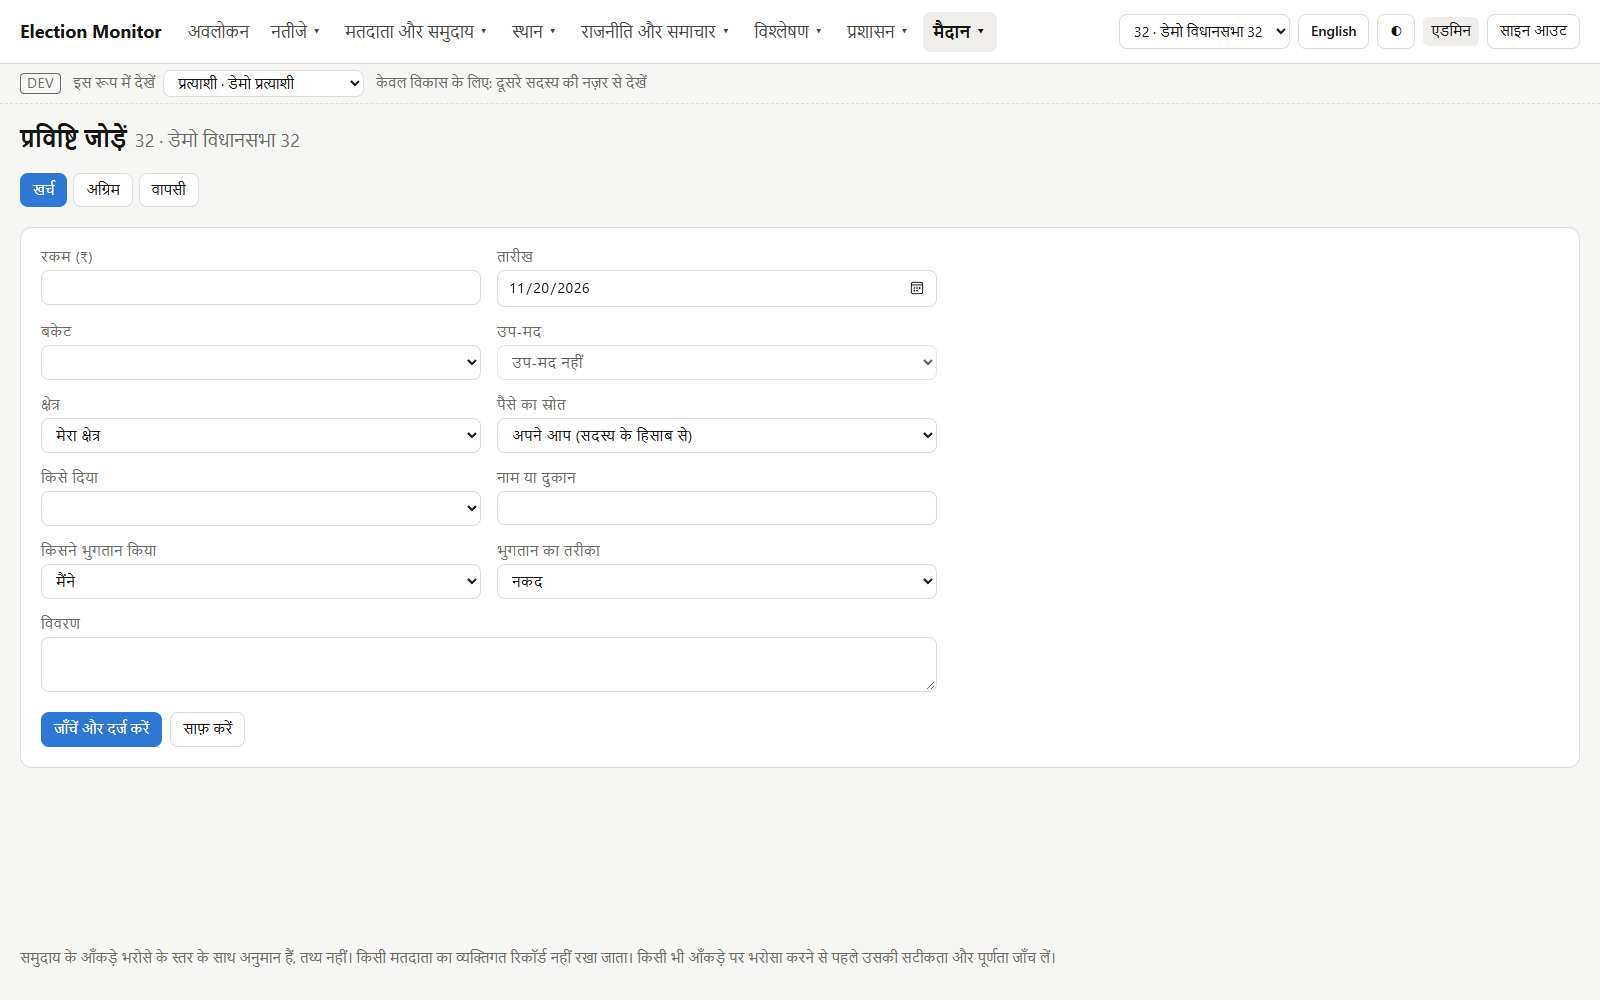 Election Monitor अवलोकन नतीजे ▾ मतदाता और समुदाय ▾ स्थान ▾ राजनीति और समाचार ▾ विश्लेषण ▾ प्रशासन ▾ मैदान ▾ 32 · डेमो विधानसभा 32 English एडमिन साइन आउट
DEV इस रूप में देखें प्रत्याशी · डेमो प्रत्याशी केवल विकास के लिए: दूसरे सदस्य की नज़र से देखें
प्रविष्टि जोड़ें 32 · डेमो विधानसभा 32
खर्च अग्रिम वापसी
रकम (₹) तारीख
11/20/2026
बकेट उप-मद
उप-मद नहीं
क्षेत्र पैसे का स्रोत
मेरा क्षेत्र अपने आप (सदस्य के हिसाब से)
किसे दिया नाम या दुकान
किसने भुगतान किया भुगतान का तरीका
मैंने नकद
विवरण
जाँचें और दर्ज करें साफ़ करें
समुदाय के आँकड़े भरोसे के स्तर के साथ अनुमान हैं, तथ्य नहीं। किसी मतदाता का व्यक्तिगत रिकॉर्ड नहीं रखा जाता। किसी भी आँकड़े पर भरोसा करने से पहले उसकी सटीकता और पूर्णता जाँच लें।